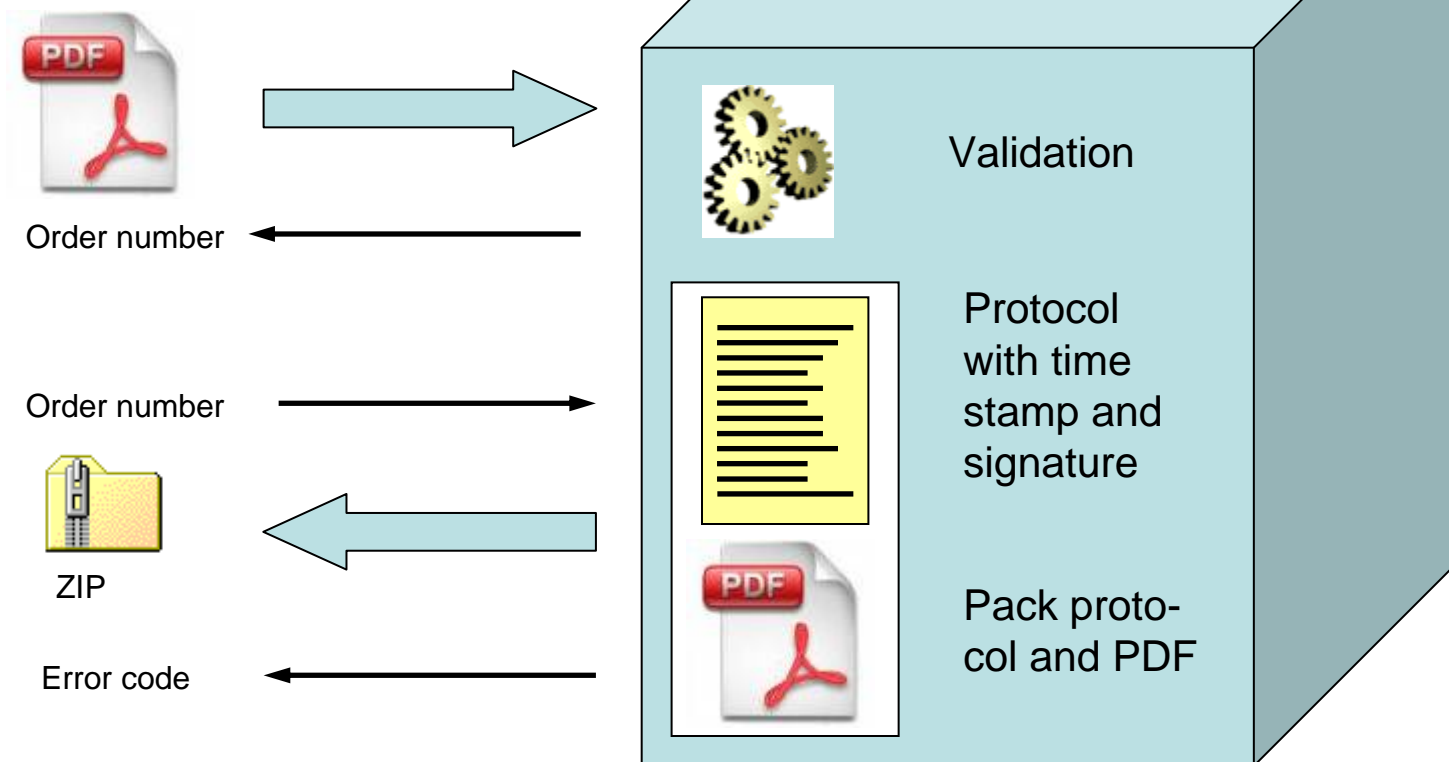 PDF
Validation
Order number
Protocol
with time
stamp and
signature
Order number
ZIP
PDF
Pack proto-
col and PDF
Error code